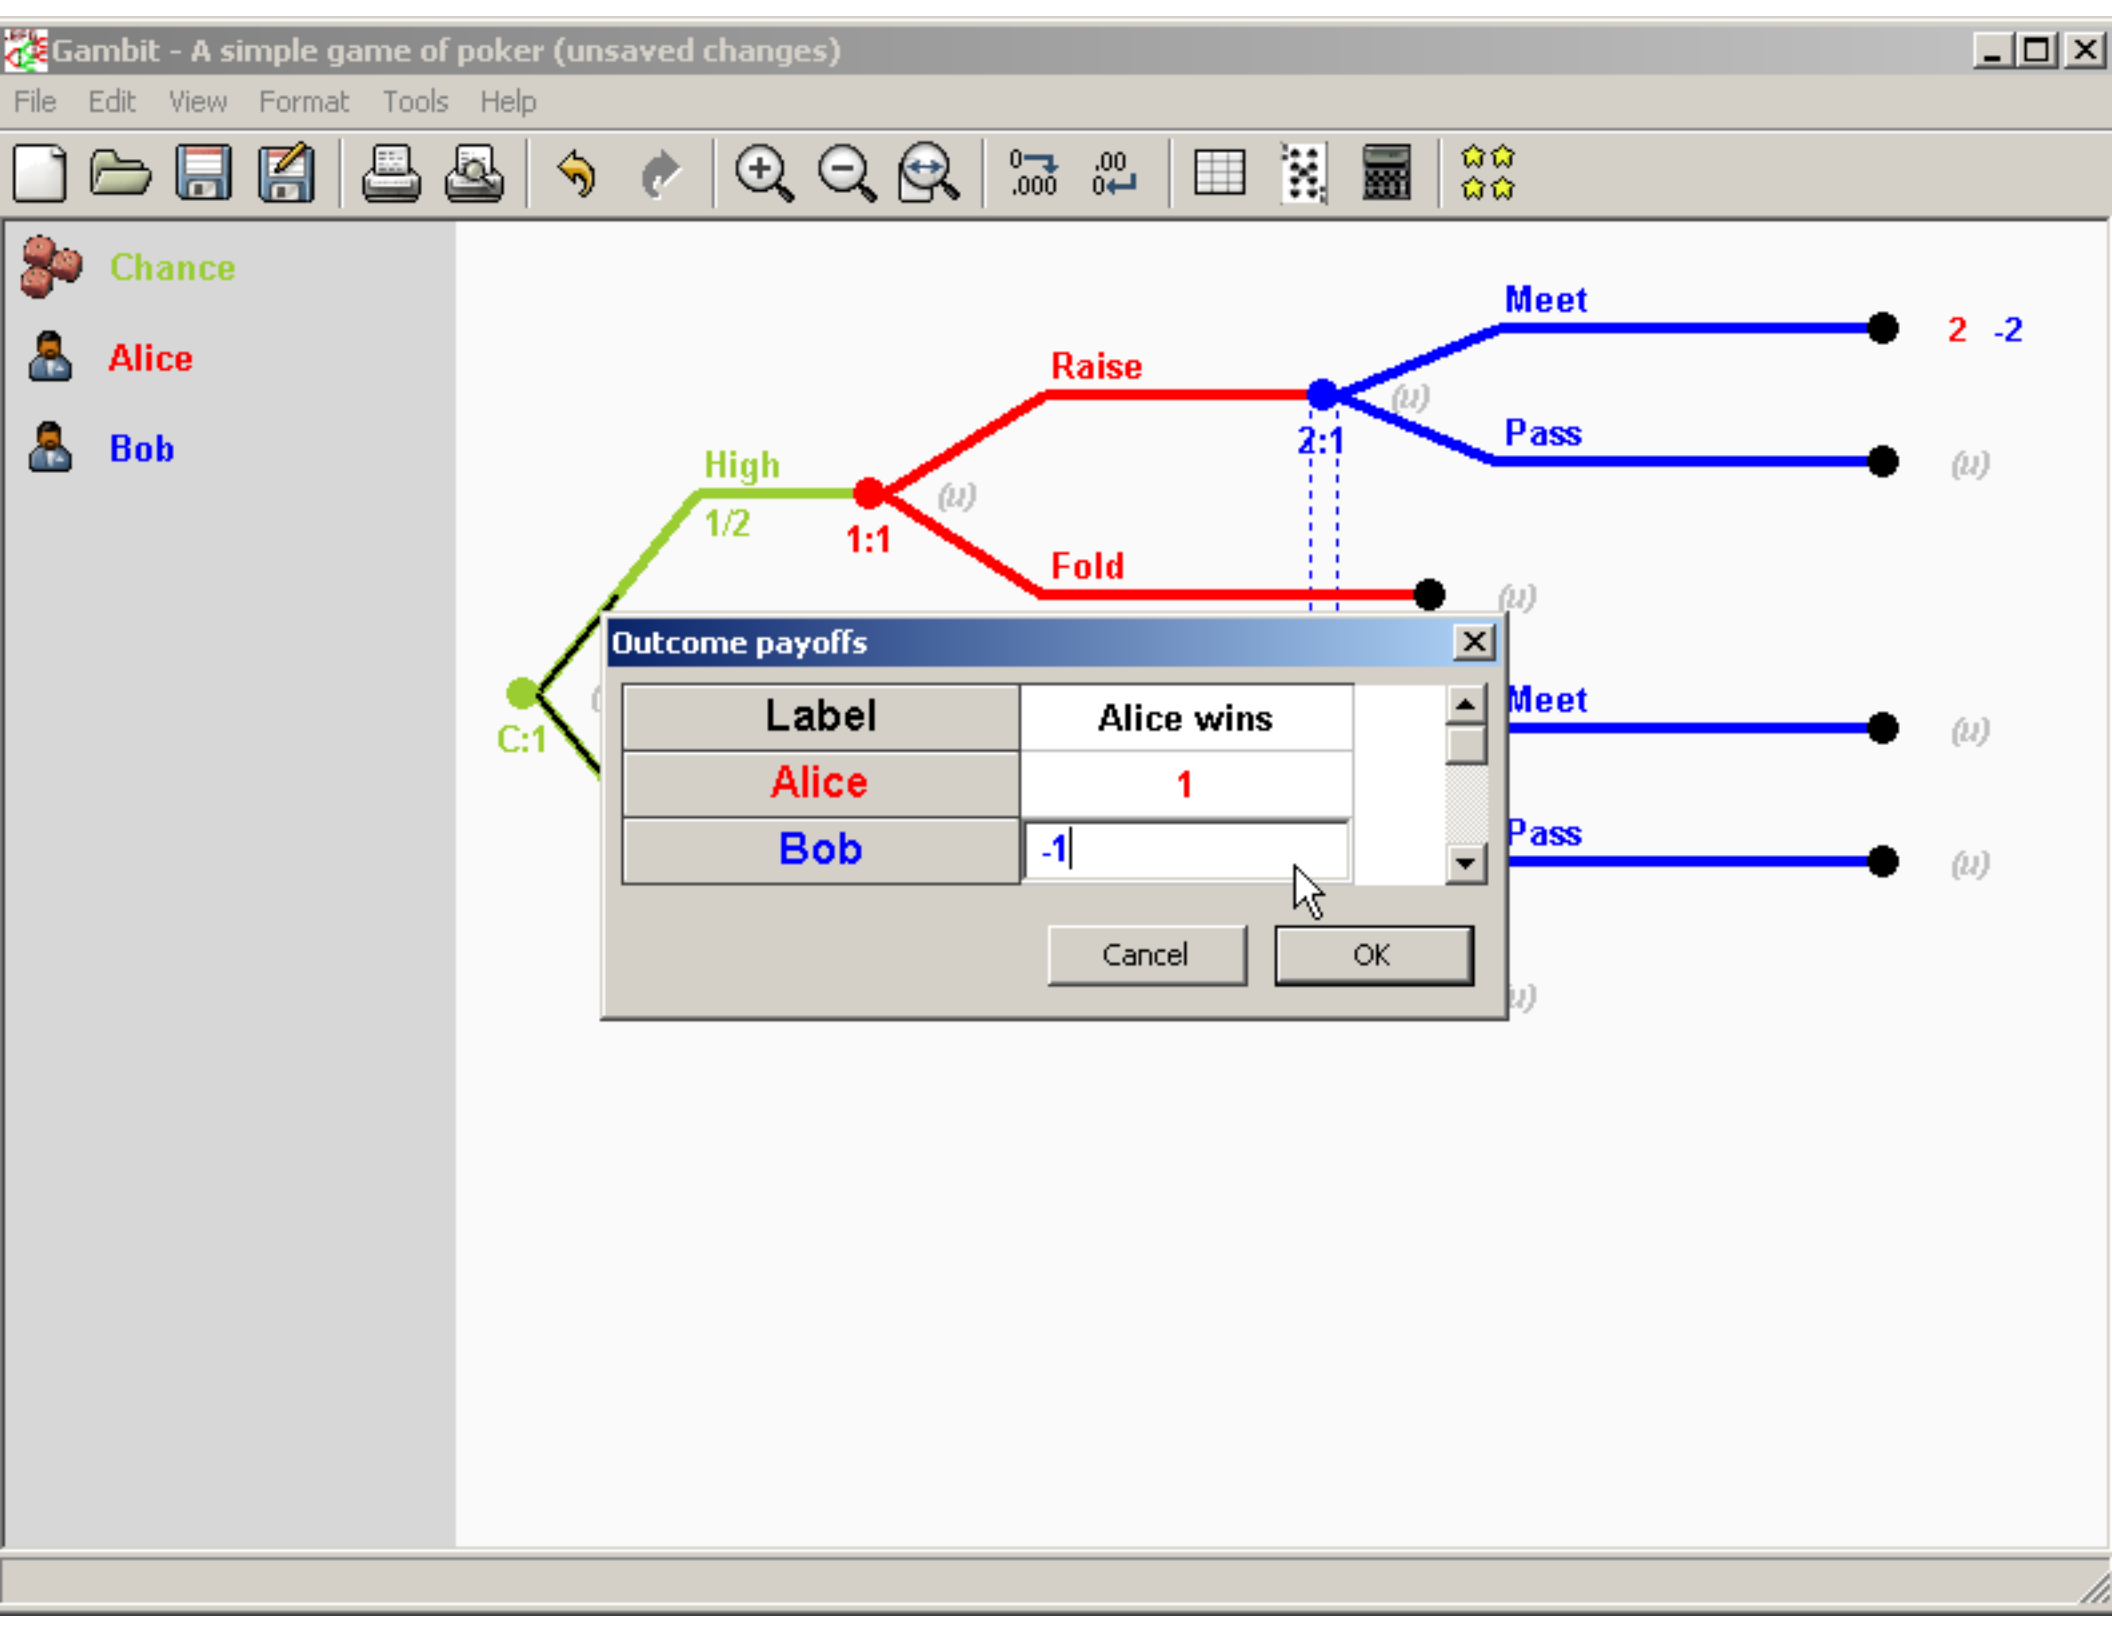 Gambit - A simple game of poker (unsaved changes)
File Edit View Format Tools Help
0 .000 .00 0
Chance
Alice
Bob
Meet
2 -2
Raise
(u)
2:1
Pass
(u)
High
1/2
(u)
1:1
Fold
(u)
Outcome payoffs
Label Alice wins
Alice 1
Bob -1
Cancel OK
C:1
Meet
(u)
Pass
(u)
u)